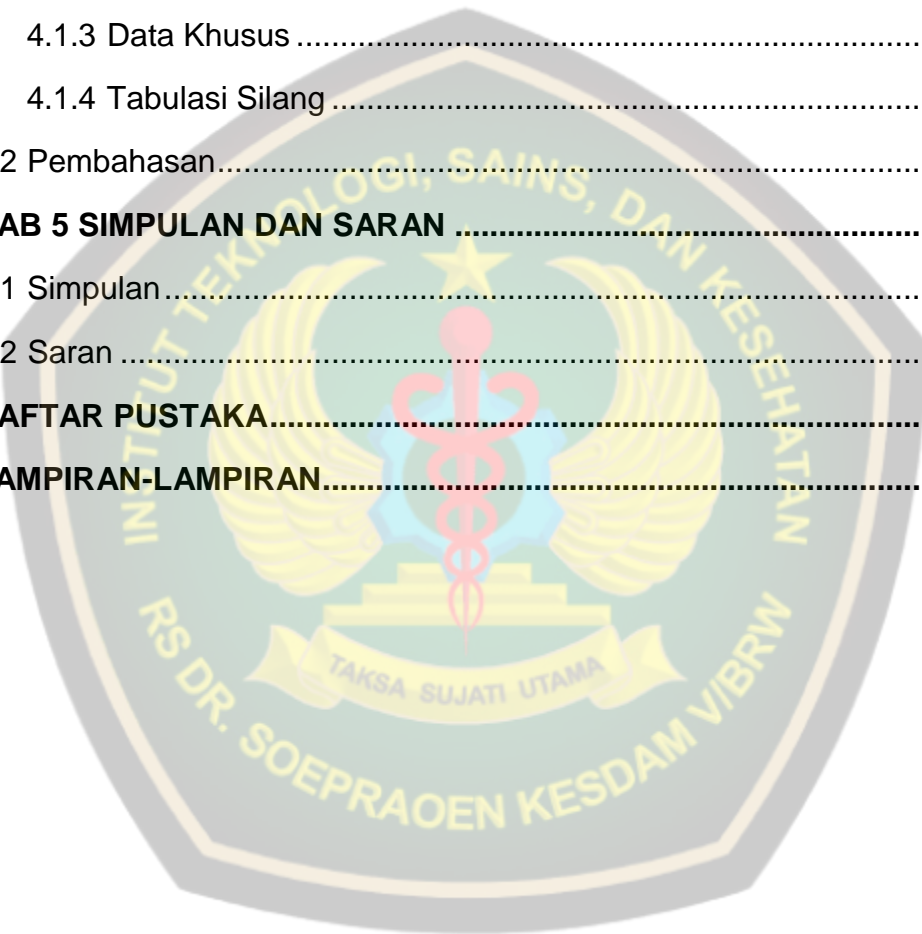 4.1.3 Data Khusus ........................................................................
4.1.4 Tabulasi Silang ....................................................................
2 Pembahasan.................................................................................
AB 5 SIMPULAN DAN SARAN .....................................................
1 Simpulan.......................................................................................
2 Saran ............................................................................................
AFTAR PUSTAKA...........................................................................
AMPIRAN-LAMPIRAN.....................................................................
INSTITUT TEKNOLOGI, SAINS, DAN KESEHATAN
TAKSA SUJATI UTAMA
RS DR. SOEPRAOEN KESDAM V/BRW